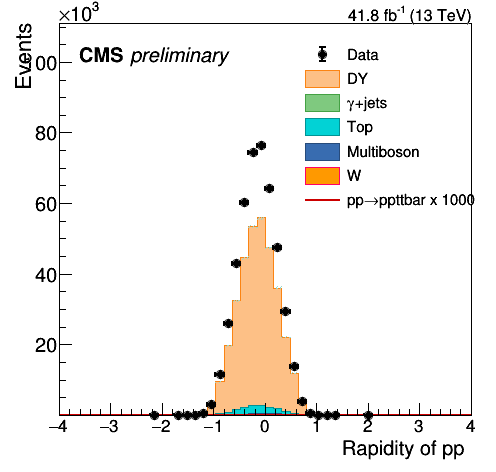 ×10³
41.8 fb⁻¹ (13 TeV)
Events
CMS preliminary
Data
DY
γ+jets
Top
Multiboson
W
pp→ppttbar x 1000
00
80
60
40
20
−4 −3 −2 −1 0 1 2 3 4
Rapidity of pp